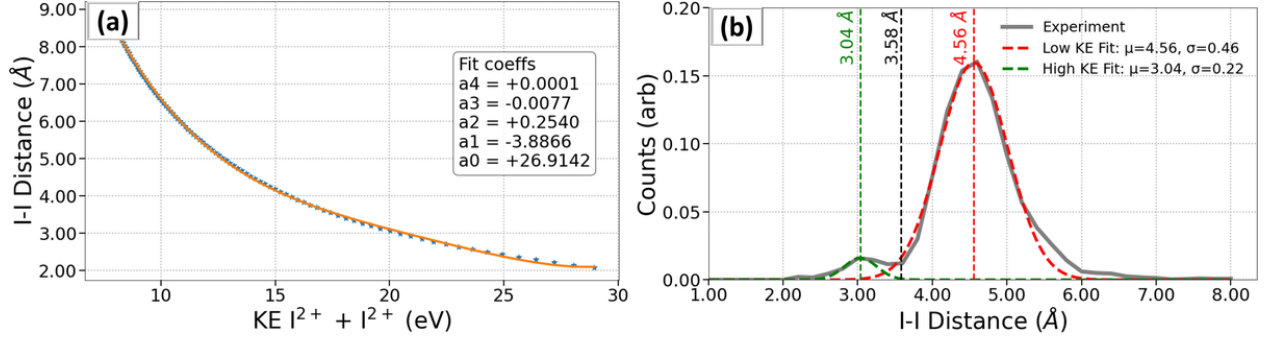 (a)
9.00
8.00
7.00
6.00
5.00
4.00
3.00
2.00
I-I Distance (Å)
Fit coeffs
a4 = +0.0001
a3 = -0.0077
a2 = +0.2540
a1 = -3.8866
a0 = +26.9142
10 15 20 25 30
KE I²⁺ + I²⁺ (eV)
(b)
0.20
0.15
0.10
0.05
0.00
Counts (arb)
3.04 Å
3.58 Å
4.56 Å
Experiment
Low KE Fit: μ=4.56, σ=0.46
High KE Fit: μ=3.04, σ=0.22
1.00 2.00 3.00 4.00 5.00 6.00 7.00 8.00
I-I Distance (Å)